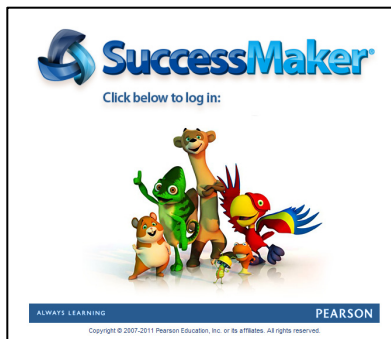 SuccessMaker®
Click below to log in:
ALWAYS LEARNING PEARSON
Copyright © 2007-2011 Pearson Education, Inc. or its affiliates. All rights reserved.